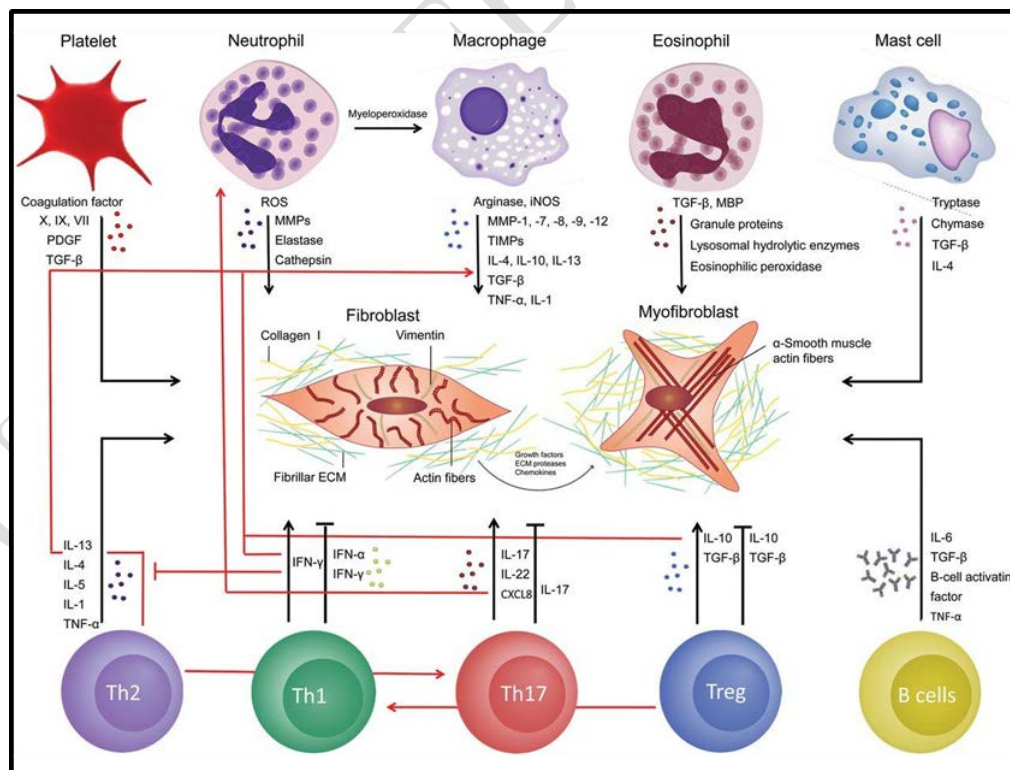 Platelet
Neutrophil
Macrophage
Eosinophil
Mast cell
Myeloperoxidase
Coagulation factor
X, IX, VII
PDGF
TGF-β
ROS
MMPs
Elastase
Cathepsin
Arginase, iNOS
MMP-1, -7, -8, -9, -12
TIMPs
IL-4, IL-10, IL-13
TGF-β
TNF-α, IL-1
TGF-β, MBP
Granule proteins
Lysosomal hydrolytic enzymes
Eosinophilic peroxidase
Tryptase
Chymase
TGF-β
IL-4
Fibroblast
Myofibroblast
Collagen I
Vimentin
α-Smooth muscle
actin fibers
Fibrillar ECM
Actin fibers
Growth factors
ECM proteases
Chemokines
IL-13
IL-4
IL-5
IL-1
TNF-α
IFN-γ
IFN-α
IFN-γ
IL-17
IL-22
CXCL8
IL-17
IL-10
TGF-β
IL-10
TGF-β
IL-6
TGF-β
B-cell activatin
factor
TNF-α
Th2
Th1
Th17
Treg
B cells